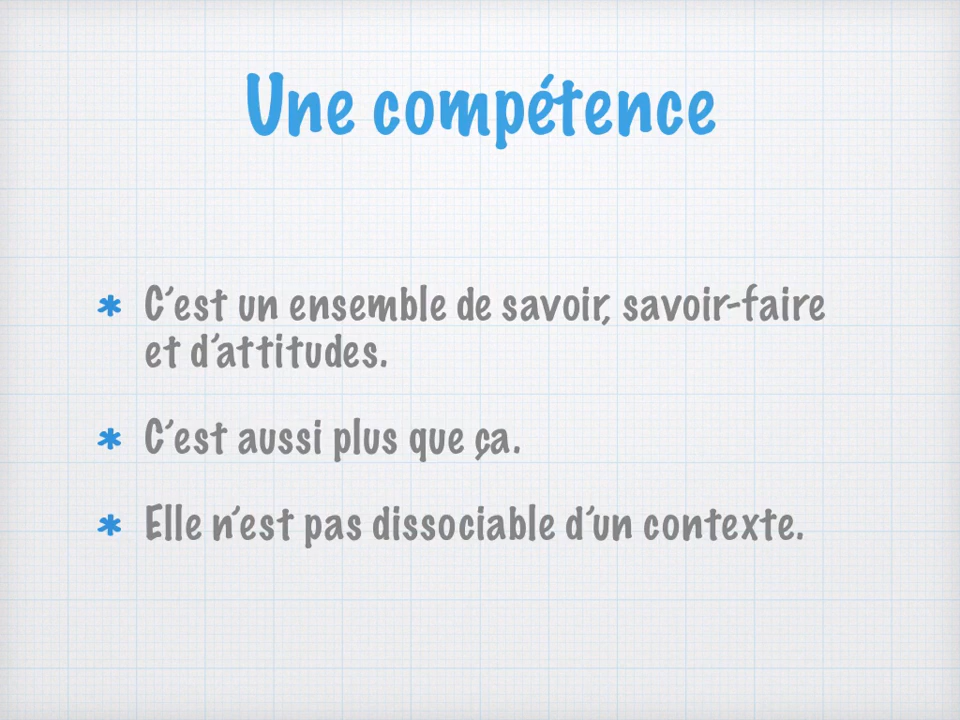 Une compétence
* C'est un ensemble de savoir, savoir-faire
et d'attitudes.
* C'est aussi plus que ça.
* Elle n'est pas dissociable d'un contexte.